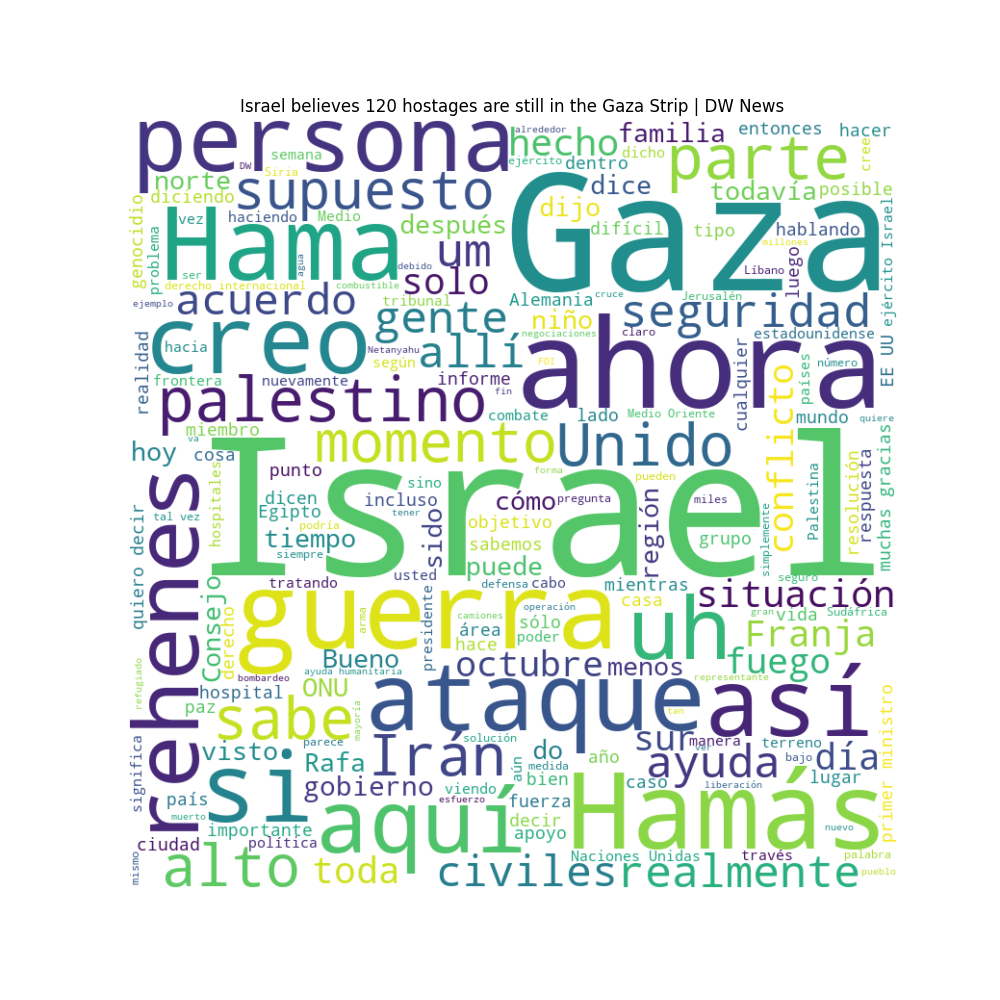 Israel believes 120 hostages are still in the Gaza Strip | DW News
persona
alrededor
hecho
familia
entonces
hacer
semana
DW
Siria
ejército
dentro
dicho
parte
cree
norte
diciendo
supuesto
dice
todavía
posible
genocidio
problema
vez
haciendo
Medio
después
Gaza
dijo
difícil
tipo
hablando
Hama
um
millones
ser
agua
debido
solo
Líbano
luego
ejército Israel
derecho internacional
combustible
ejemplo
acuerdo
tribunal
Alemania
cruce
Jerusalén
creo
gente
niño
seguridad
negociaciones
claro
estadounidense
EE UU
realidad
hacia
Netanyahu
allí
ahora
según
FDI
cualquier
países
número
frontera
nuevamente
informe
fin
palestino
combate
lado
Medio Oriente
conflicto
mundo
quiere
miembro
momento
Unido
va
hoy
cosa
Israel
forma
muchas gracias
punto
sino
cómo
pregunta
pueden
miles
Palestina
resolución
respuesta
rehenes
hospitales
dicen
incluso
Egipto
tener
sido
objetivo
región
grupo
simplemente
tal vez
podría
tiempo
sabemos
siempre
puede
quiero decir
tratando
usted
defensa
cabo
mientras
seguro
situación
Consejo
derecho
guerra
arma
camiones
operación
casa
uh
gran
vida
Sudáfrica
presidente
área
sólo
poder
hace
Franja
refugiado
Bueno
octubre
menos
fuego
bombardeo
ayuda humanitaria
representante
hospital
ONU
ataque
así
tan
paz
sabe
mayoría
primer ministro
significa
visto
parece
solución
Irán
sur
manera
ver
terreno
Rafa
do
año
ayuda
bajo
día
si
aún
medida
bien
gobierno
viendo
caso
liberación
lugar
país
esfuerzo
fuerza
Hamás
muerto
importante
aquí
decir
apoyo
nuevo
ciudad
política
mismo
alto
toda
civiles
Naciones Unidas
través
palabra
realmente
pueblo